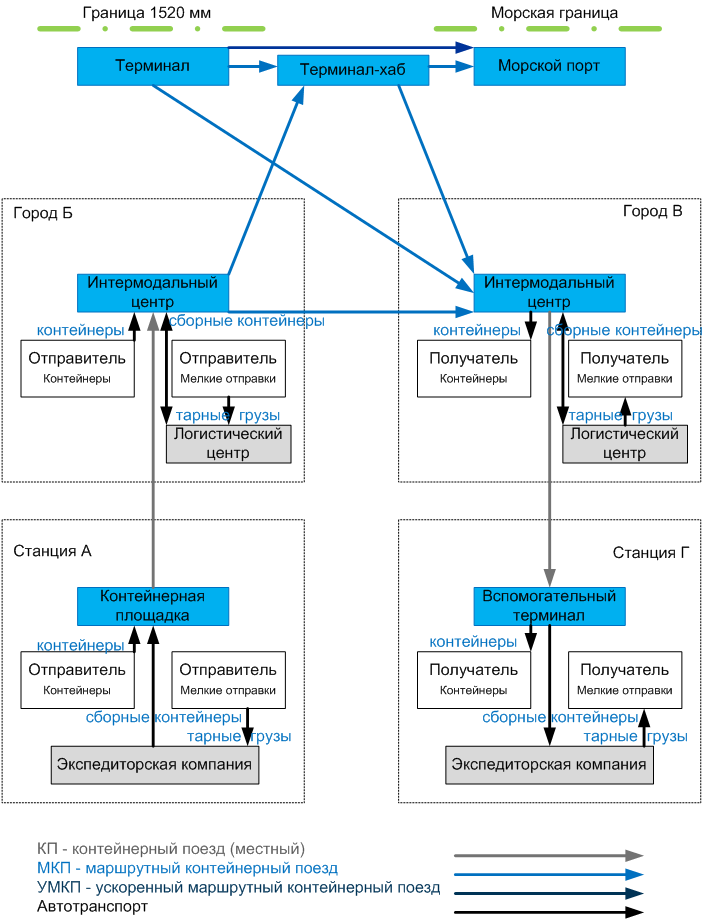 Граница 1520 мм
Морская граница
Терминал
Терминал-хаб
Морской порт
Город Б
Интермодальный
центр
контейнеры
сборные контейнеры
Отправитель
Контейнеры
Отправитель
Мелкие отправки
тарные грузы
Логистический
центр
Город В
Интермодальный
центр
контейнеры
сборные контейнеры
Получатель
Контейнеры
Получатель
Мелкие отправки
тарные грузы
Логистический
центр
Станция А
Контейнерная
площадка
контейнеры
Отправитель
Контейнеры
Отправитель
Мелкие отправки
сборные контейнеры
тарные грузы
Экспедиторская компания
Станция Г
Вспомогательный
терминал
контейнеры
Получатель
Контейнеры
Получатель
Мелкие отправки
сборные контейнеры
тарные грузы
Экспедиторская компания
КП - контейнерный поезд (местный)
МКП - маршрутный контейнерный поезд
УМКП - ускоренный маршрутный контейнерный поезд
Автотранспорт